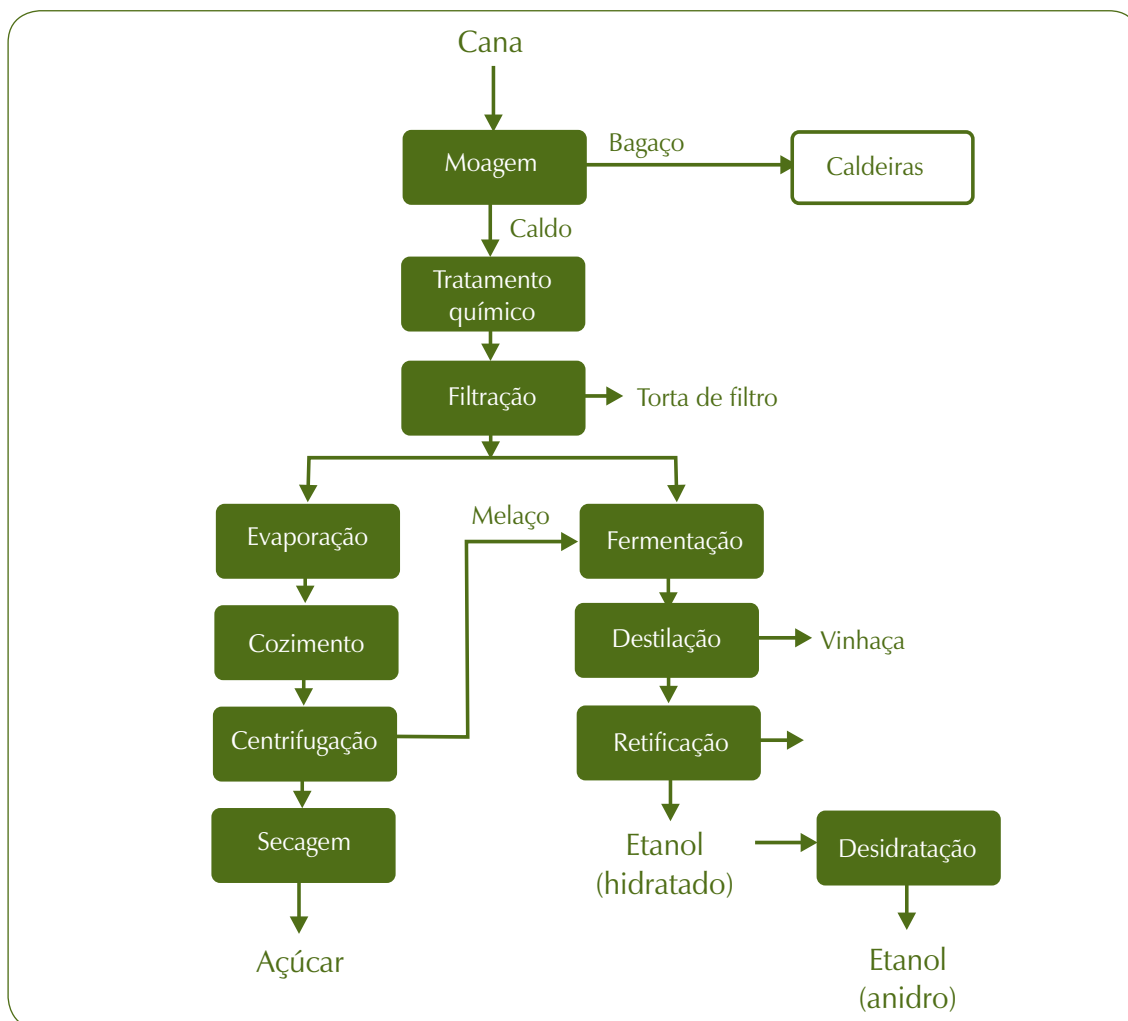 Cana
Moagem
Bagaço
Caldeiras
Caldo
Tratamento
químico
Filtração
Torta de filtro
Evaporação
Melaço
Fermentação
Cozimento
Destilação
Vinhaça
Centrifugação
Retificação
Secagem
Etanol
(hidratado)
Desidratação
Açúcar
Etanol
(anidro)